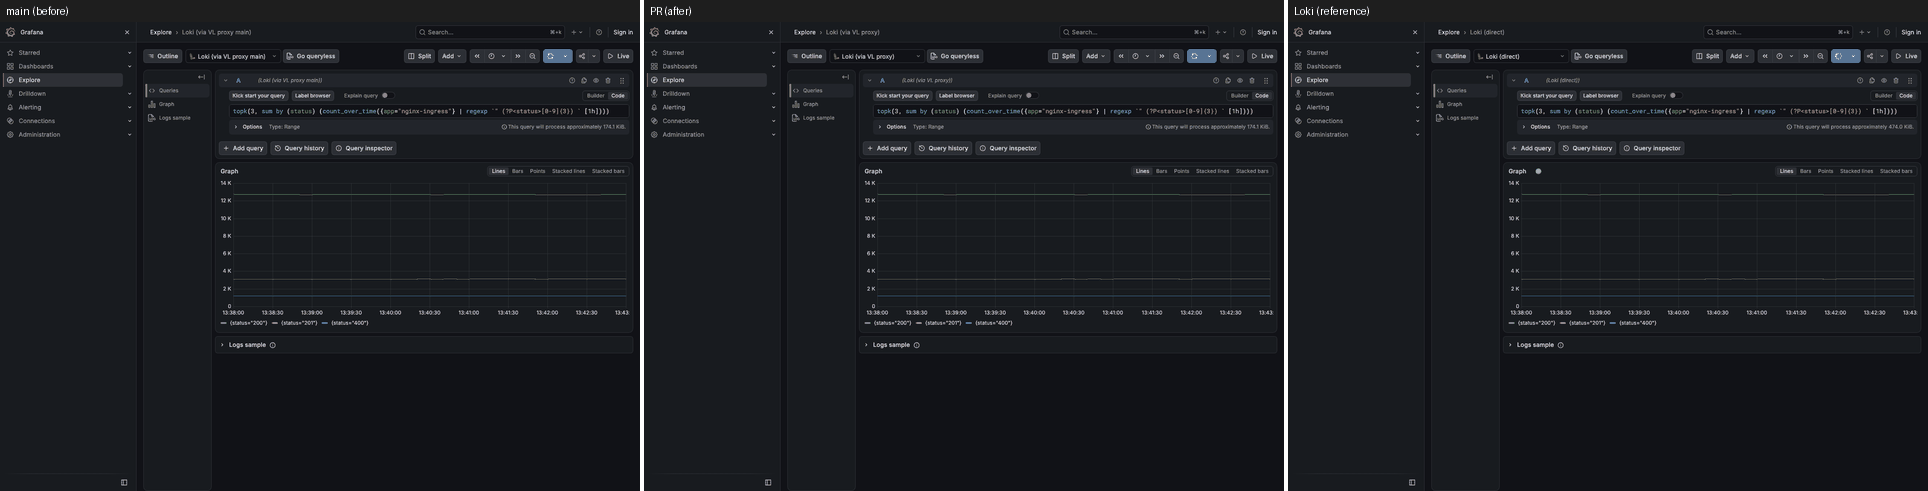 main (before)
Grafana
Starred
Dashboards
Explore
Drilldown
Alerting
Connections
Administration
Explore › Loki (via VL proxy main)
Search...
⌘+k
Sign in
Outline
Loki (via VL proxy main)
Go queryless
Split
Add
Live
Queries
Graph
Logs sample
A (Loki (via VL proxy main))
Kick start your query
Label browser
Explain query
Builder
Code
topk(3, sum by (status) (count_over_time({app="nginx-ingress"} | regexp `" (?P<status>[0-9]{3}) ` [1h])))
Options Type: Range
This query will process approximately 174.1 KiB.
+ Add query
Query history
Query inspector
Graph
Lines Bars Points Stacked lines Stacked bars
14 K
12 K
10 K
8 K
6 K
4 K
2 K
0
13:38:00 13:38:30 13:39:00 13:39:30 13:40:00 13:40:30 13:41:00 13:41:30 13:42:00 13:42:30 13:43
{status="200"} {status="201"} {status="400"}
Logs sample
PR (after)
Grafana
Starred
Dashboards
Explore
Drilldown
Alerting
Connections
Administration
Explore › Loki (via VL proxy)
Search...
⌘+k
Sign in
Outline
Loki (via VL proxy)
Go queryless
Split
Add
Live
Queries
Graph
Logs sample
A (Loki (via VL proxy))
Kick start your query
Label browser
Explain query
Builder
Code
topk(3, sum by (status) (count_over_time({app="nginx-ingress"} | regexp `" (?P<status>[0-9]{3}) ` [1h])))
Options Type: Range
This query will process approximately 174.1 KiB.
+ Add query
Query history
Query inspector
Graph
Lines Bars Points Stacked lines Stacked bars
14 K
12 K
10 K
8 K
6 K
4 K
2 K
0
13:38:00 13:38:30 13:39:00 13:39:30 13:40:00 13:40:30 13:41:00 13:41:30 13:42:00 13:42:30 13:43
{status="200"} {status="201"} {status="400"}
Logs sample
Loki (reference)
Grafana
Starred
Dashboards
Explore
Drilldown
Alerting
Connections
Administration
Explore › Loki (direct)
Search...
⌘+k
Sign in
Outline
Loki (direct)
Go queryless
Split
Add
Live
Queries
Graph
Logs sample
A (Loki (direct))
Kick start your query
Label browser
Explain query
Builder
Code
topk(3, sum by (status) (count_over_time({app="nginx-ingress"} | regexp `" (?P<status>[0-9]{3}) ` [1h])))
Options Type: Range
This query will process approximately 474.0 KiB.
+ Add query
Query history
Query inspector
Graph
Lines Bars Points Stacked lines Stacked bars
14 K
12 K
10 K
8 K
6 K
4 K
2 K
0
13:38:00 13:38:30 13:39:00 13:39:30 13:40:00 13:40:30 13:41:00 13:41:30 13:42:00 13:42:30 13:43
{status="200"} {status="201"} {status="400"}
Logs sample